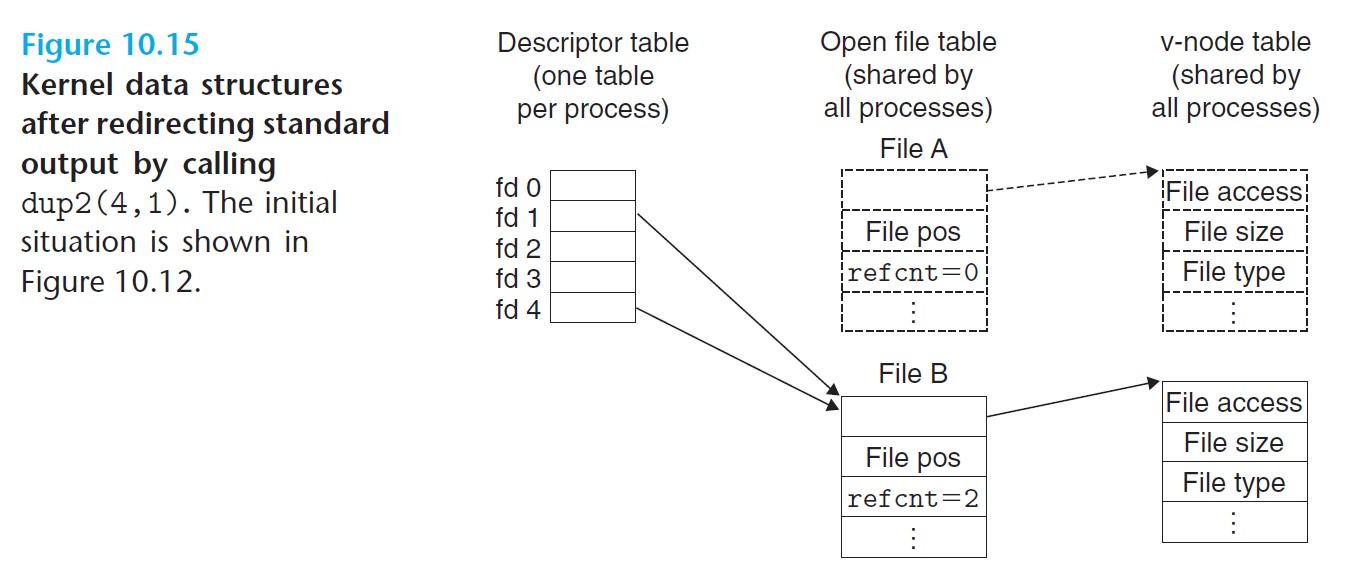 Figure 10.15
Kernel data structures
after redirecting standard
output by calling
dup2(4,1). The initial
situation is shown in
Figure 10.12.
Descriptor table
(one table
per process)
fd 0
fd 1
fd 2
fd 3
fd 4
Open file table
(shared by
all processes)
File A
File pos
refcnt=0
⋮
File B
File pos
refcnt=2
⋮
v-node table
(shared by
all processes)
File access
File size
File type
⋮
File access
File size
File type
⋮